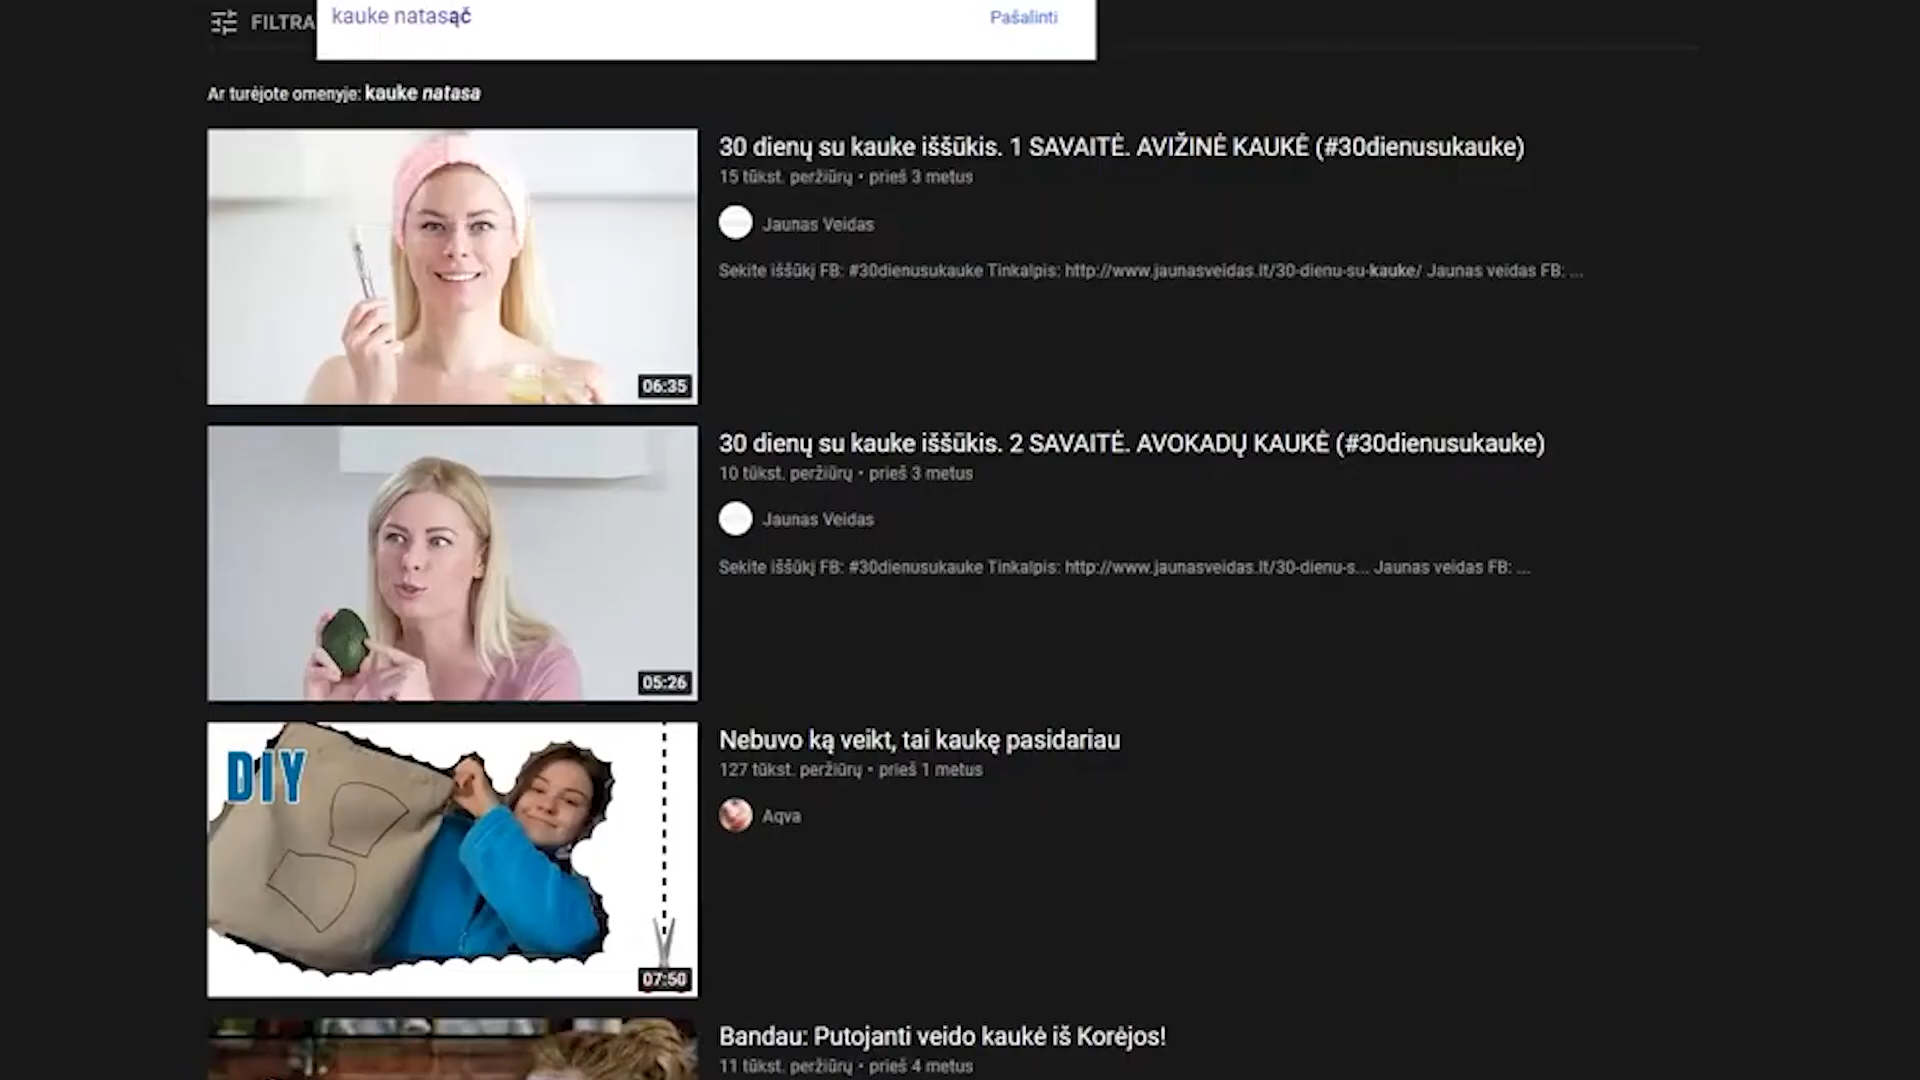 FILTRA
kauke natasąč
Pašalinti
Ar turėjote omenyje: kauke natasa
30 dienų su kauke iššūkis. 1 SAVAITĖ. AVIŽINĖ KAUKĖ (#30dienusukauke)
15 tūkst. peržiūrų • prieš 3 metus
Jaunas Veidas
Sekite iššūkį FB: #30dienusukauke Tinkalpis: http://www.jaunasveidas.lt/30-dienu-su-kauke/ Jaunas veidas FB: ...
06:35
30 dienų su kauke iššūkis. 2 SAVAITĖ. AVOKADŲ KAUKĖ (#30dienusukauke)
10 tūkst. peržiūrų • prieš 3 metus
Jaunas Veidas
Sekite iššūkį FB: #30dienusukauke Tinkalpis: http://www.jaunasveidas.lt/30-dienu-s... Jaunas veidas FB: ...
05:26
DIY
Nebuvo ką veikt, tai kaukę pasidariau
127 tūkst. peržiūrų • prieš 1 metus
Aqva
07:50
Bandau: Putojanti veido kaukė iš Korėjos!
11 tūkst. peržiūrų • prieš 4 metus